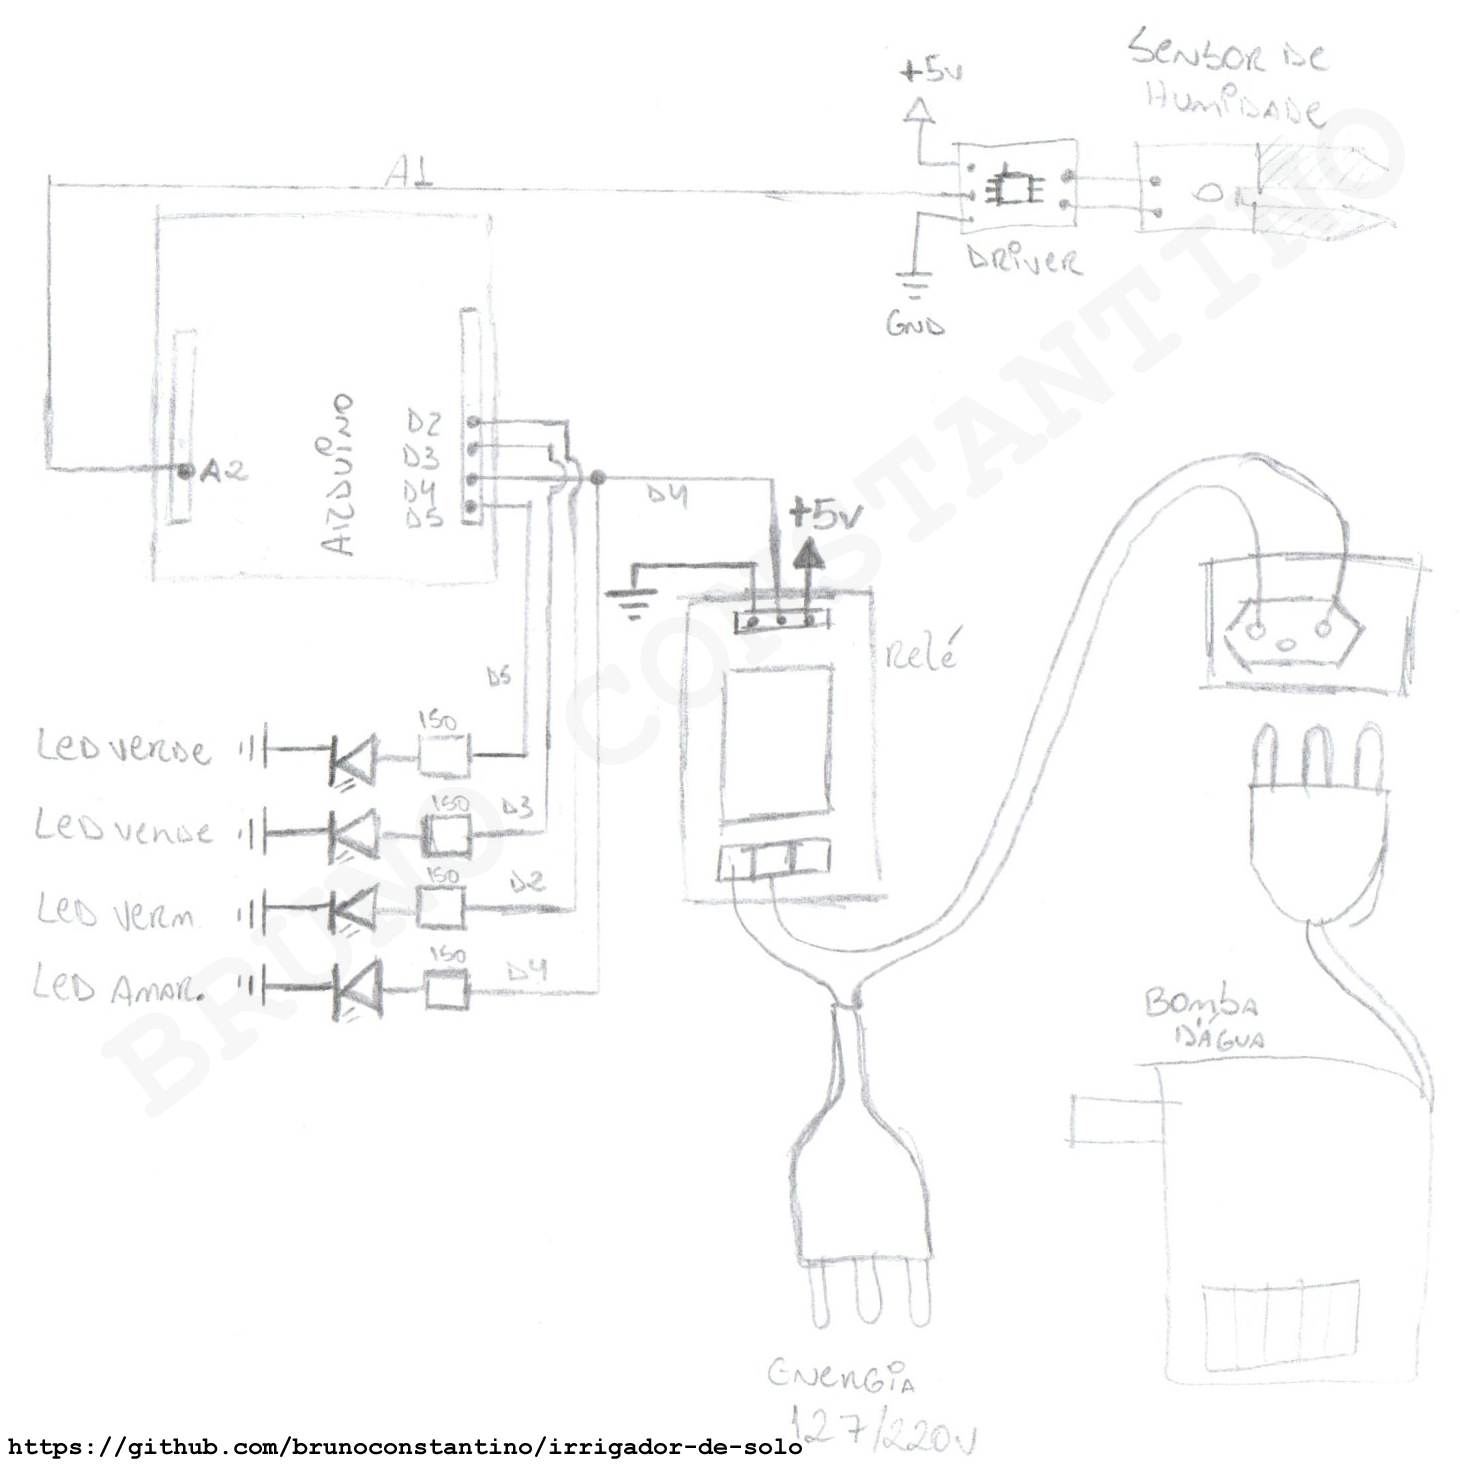 SENSOR DE
HUMIDADE
+5v
A1
DRIVER
GND
ARDUINO
D2
D3
D4
D5
A2
D4
+5v
Relé
D5
150
LED VERDE
150
D3
LED VERDE
150
D2
LED VERM.
150
D4
LED AMAR.
BOMBA
D'ÁGUA
ENERGIA
127/220v
BRUNO CONSTANTINO
https://github.com/brunoconstantino/irrigador-de-solo